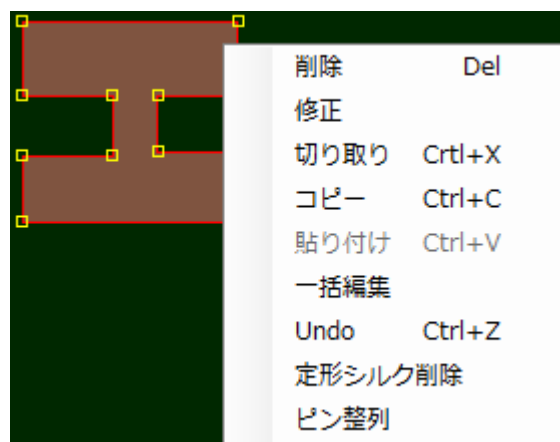 削除 Del
修正
切り取り Crtl+X
コピー Ctrl+C
貼り付け Ctrl+V
一括編集
Undo Ctrl+Z
定形シルク削除
ピン整列